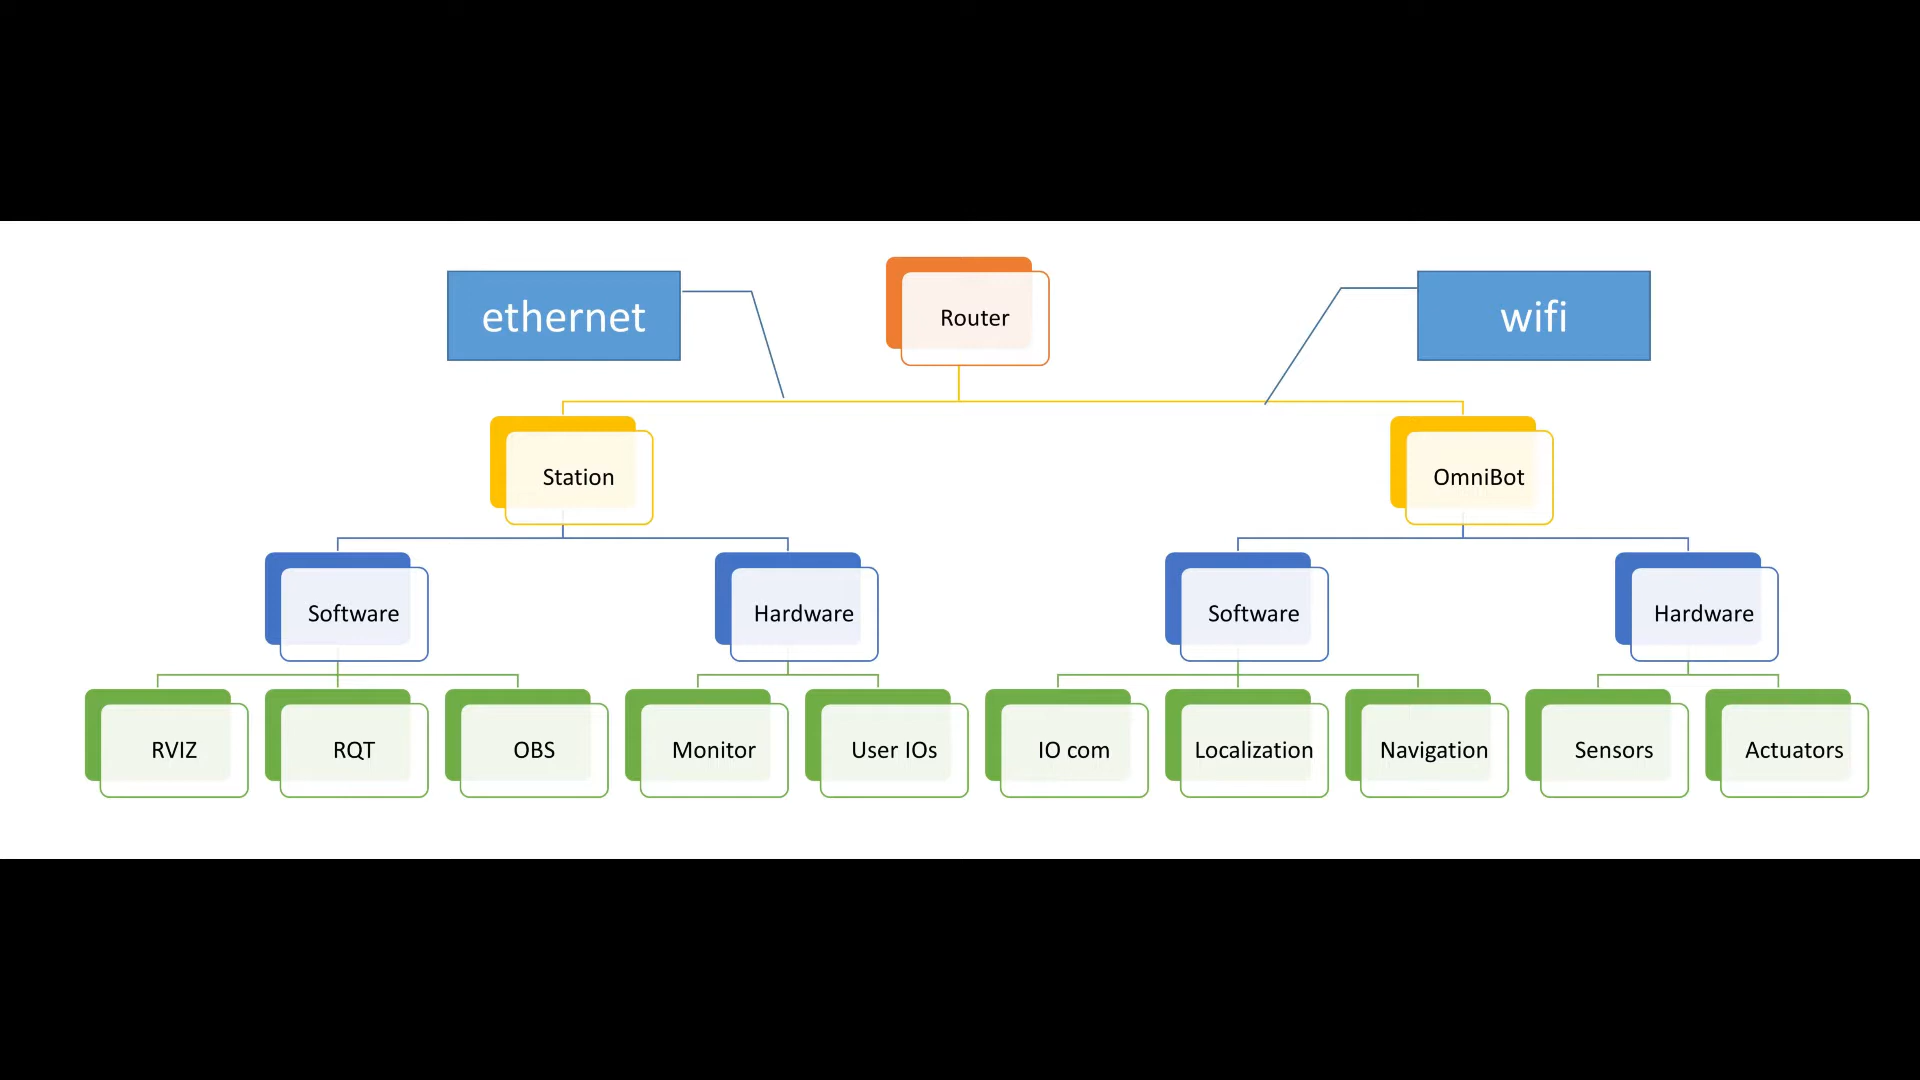 ethernet
Router
wifi
Station
OmniBot
Software
Hardware
Software
Hardware
RVIZ
RQT
OBS
Monitor
User IOs
IO com
Localization
Navigation
Sensors
Actuators